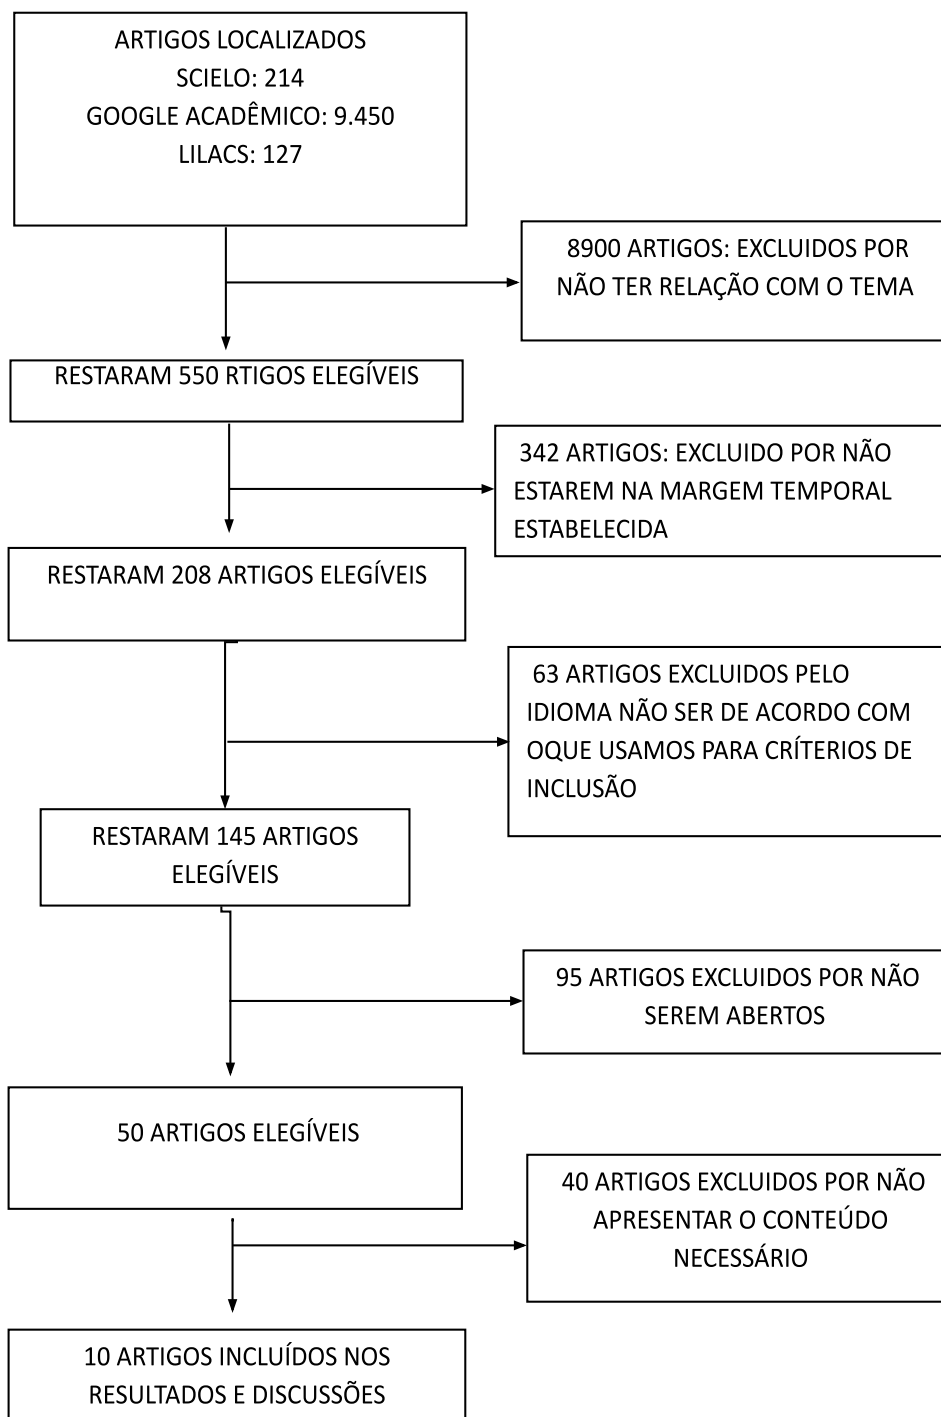 ARTIGOS LOCALIZADOS
SCIELO: 214
GOOGLE ACADÊMICO: 9.450
LILACS: 127
8900 ARTIGOS: EXCLUIDOS POR
NÃO TER RELAÇÃO COM O TEMA
RESTARAM 550 RTIGOS ELEGÍVEIS
342 ARTIGOS: EXCLUIDO POR NÃO
ESTAREM NA MARGEM TEMPORAL
ESTABELECIDA
RESTARAM 208 ARTIGOS ELEGÍVEIS
63 ARTIGOS EXCLUIDOS PELO
IDIOMA NÃO SER DE ACORDO COM
OQUE USAMOS PARA CRÍTERIOS DE
INCLUSÃO
RESTARAM 145 ARTIGOS
ELEGÍVEIS
95 ARTIGOS EXCLUIDOS POR NÃO
SEREM ABERTOS
50 ARTIGOS ELEGÍVEIS
40 ARTIGOS EXCLUIDOS POR NÃO
APRESENTAR O CONTEÚDO
NECESSÁRIO
10 ARTIGOS INCLUÍDOS NOS
RESULTADOS E DISCUSSÕES